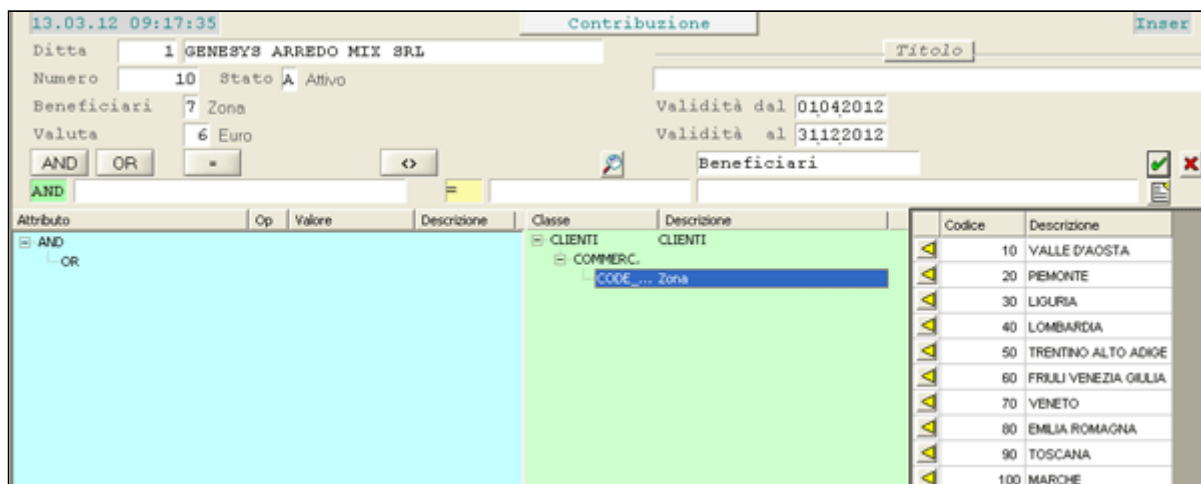 13.03.12 09:17:35 Contribuzione Inser
Ditta 1 GENESYS ARREDO MIX SRL Titolo
Numero 10 Stato A Attivo
Beneficiari 7 Zona Validità dal 01042012
Valuta 6 Euro Validità al 31122012
AND OR = <> Beneficiari
AND =
Attributo Op Valore Descrizione Classe Descrizione Codice Descrizione
AND CLIENTI CLIENTI 10 VALLE D'AOSTA
OR COMMERC. 20 PIEMONTE
CODE_... Zona 30 LIGURIA
40 LOMBARDIA
50 TRENTINO ALTO ADIGE
60 FRIULI VENEZIA GIULIA
70 VENETO
80 EMILIA ROMAGNA
90 TOSCANA
100 MARCHE